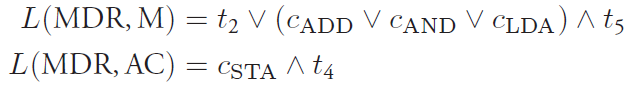 L(MDR, M) = t₂ ∨ (c_ADD ∨ c_AND ∨ c_LDA) ∧ t₅
L(MDR, AC) = c_STA ∧ t₄